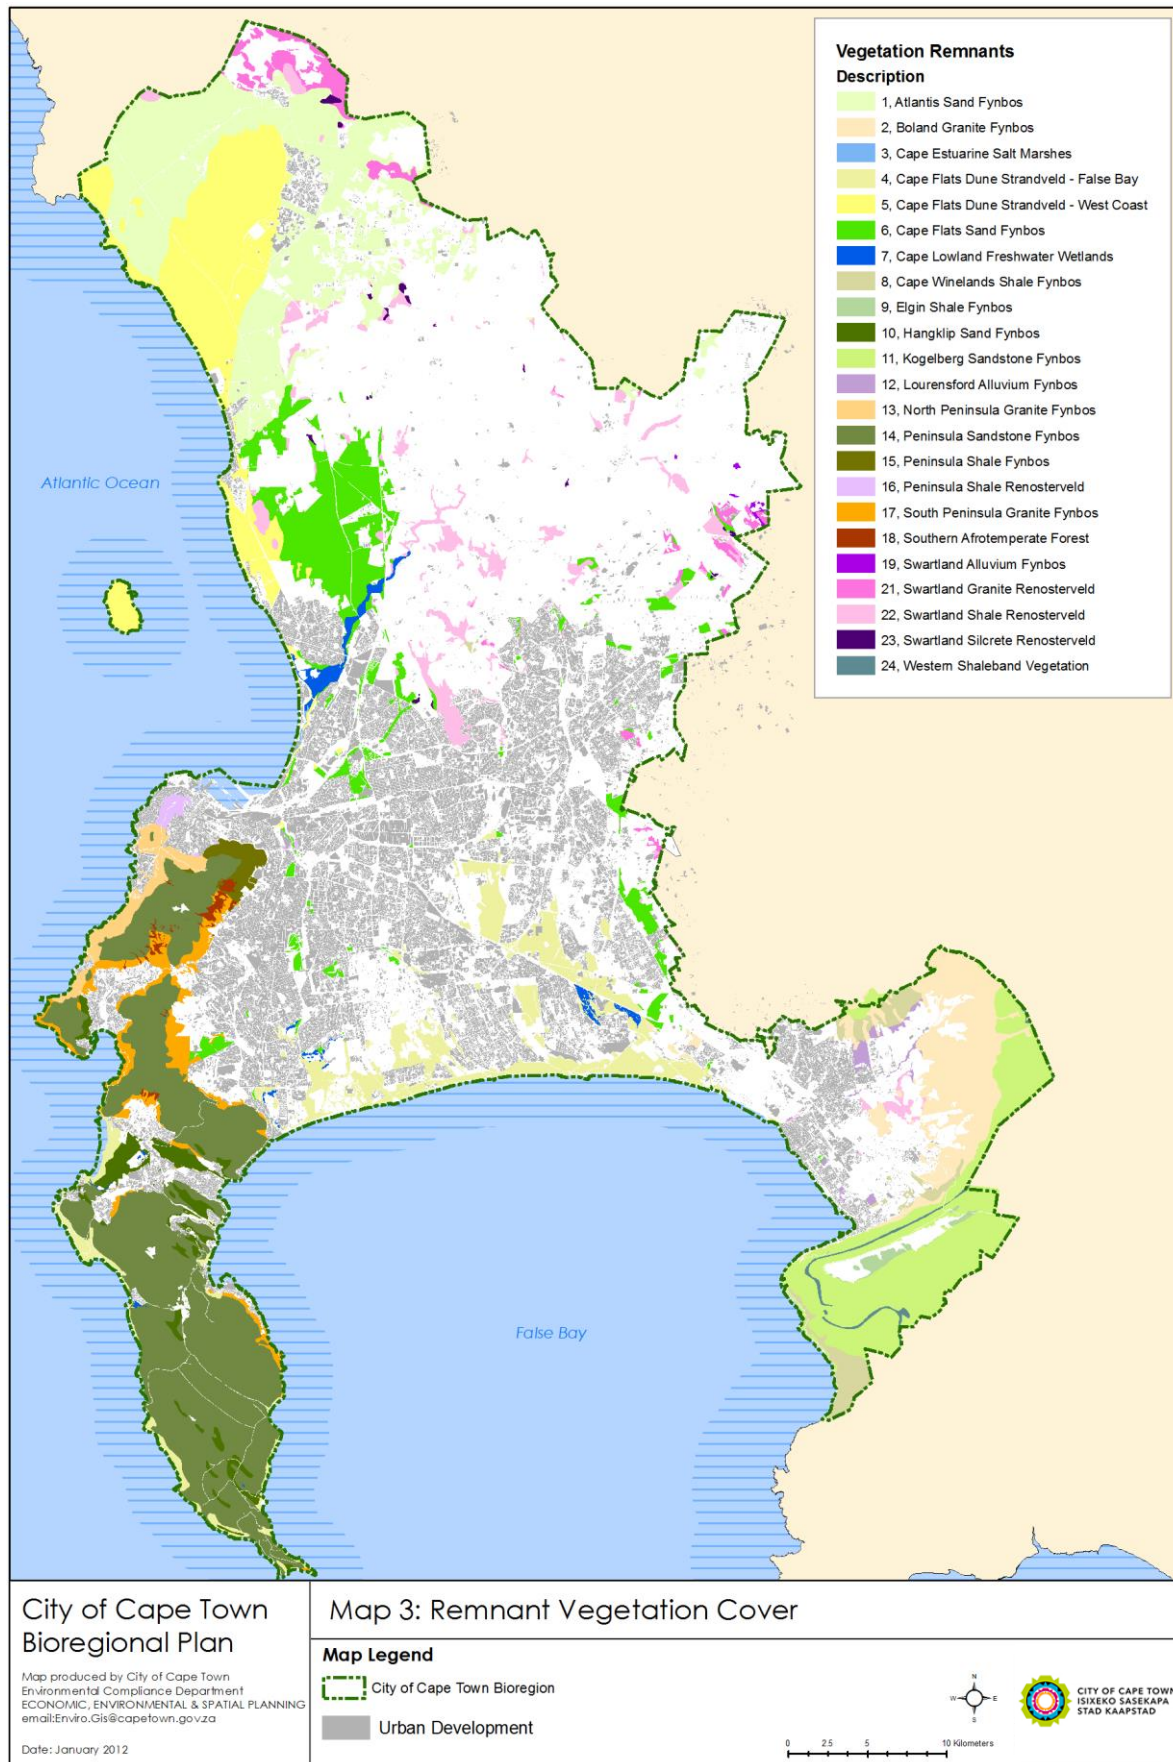 Vegetation Remnants
Description
1, Atlantis Sand Fynbos
2, Boland Granite Fynbos
3, Cape Estuarine Salt Marshes
4, Cape Flats Dune Strandveld - False Bay
5, Cape Flats Dune Strandveld - West Coast
6, Cape Flats Sand Fynbos
7, Cape Lowland Freshwater Wetlands
8, Cape Winelands Shale Fynbos
9, Elgin Shale Fynbos
10, Hangklip Sand Fynbos
11, Kogelberg Sandstone Fynbos
12, Lourensford Alluvium Fynbos
13, North Peninsula Granite Fynbos
14, Peninsula Sandstone Fynbos
15, Peninsula Shale Fynbos
16, Peninsula Shale Renosterveld
17, South Peninsula Granite Fynbos
18, Southern Afrotemperate Forest
19, Swartland Alluvium Fynbos
21, Swartland Granite Renosterveld
22, Swartland Shale Renosterveld
23, Swartland Silcrete Renosterveld
24, Western Shaleband Vegetation
Atlantic Ocean
False Bay
City of Cape Town
Bioregional Plan
Map produced by City of Cape Town
Environmental Compliance Department
ECONOMIC, ENVIRONMENTAL & SPATIAL PLANNING
email:Enviro.Gis@capetown.gov.za
Date: January 2012
Map 3: Remnant Vegetation Cover
Map Legend
City of Cape Town Bioregion
Urban Development
N
W E
S
CITY OF CAPE TOWN
ISIXEKO SASEKAPA
STAD KAAPSTAD
0 2.5 5 10 Kilometers